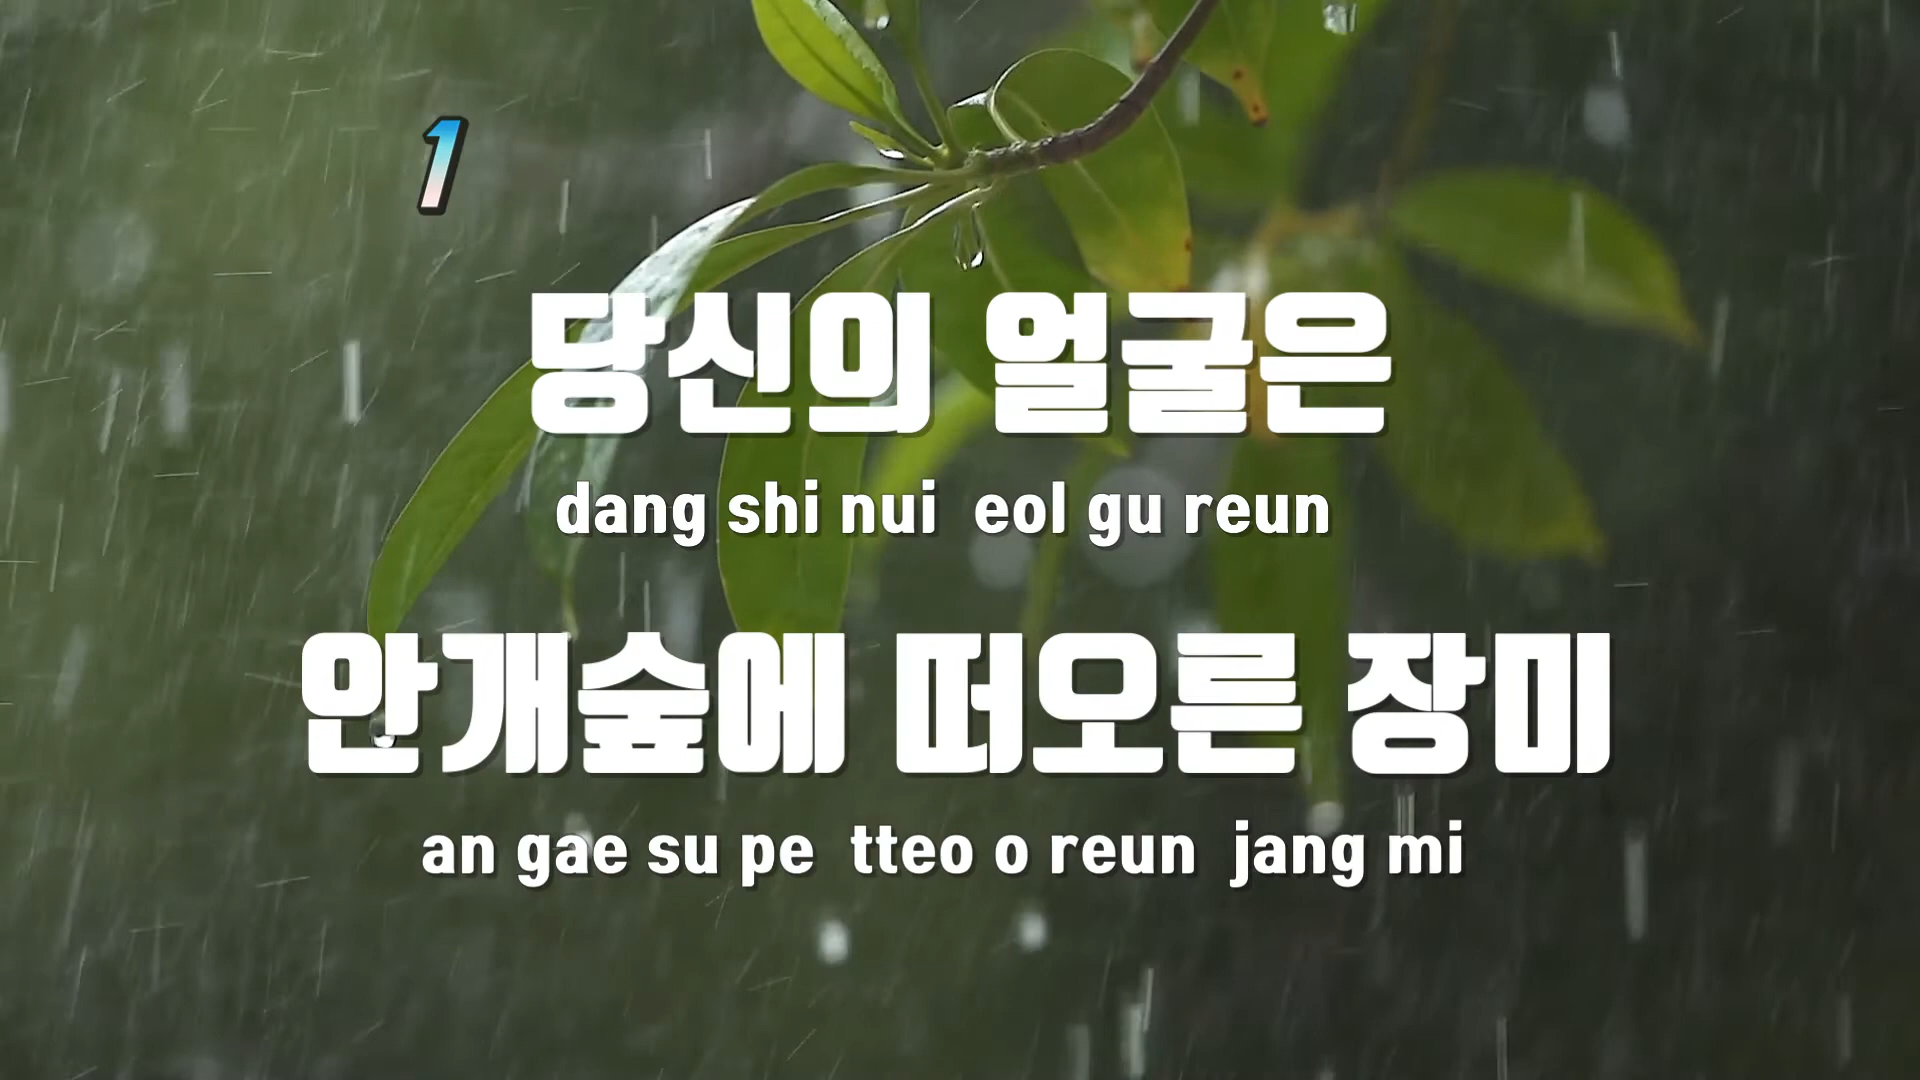 1
당신의 얼굴은
dang shi nui eol gu reun
안개숲에 떠오른 장미
an gae su pe tteo o reun jang mi